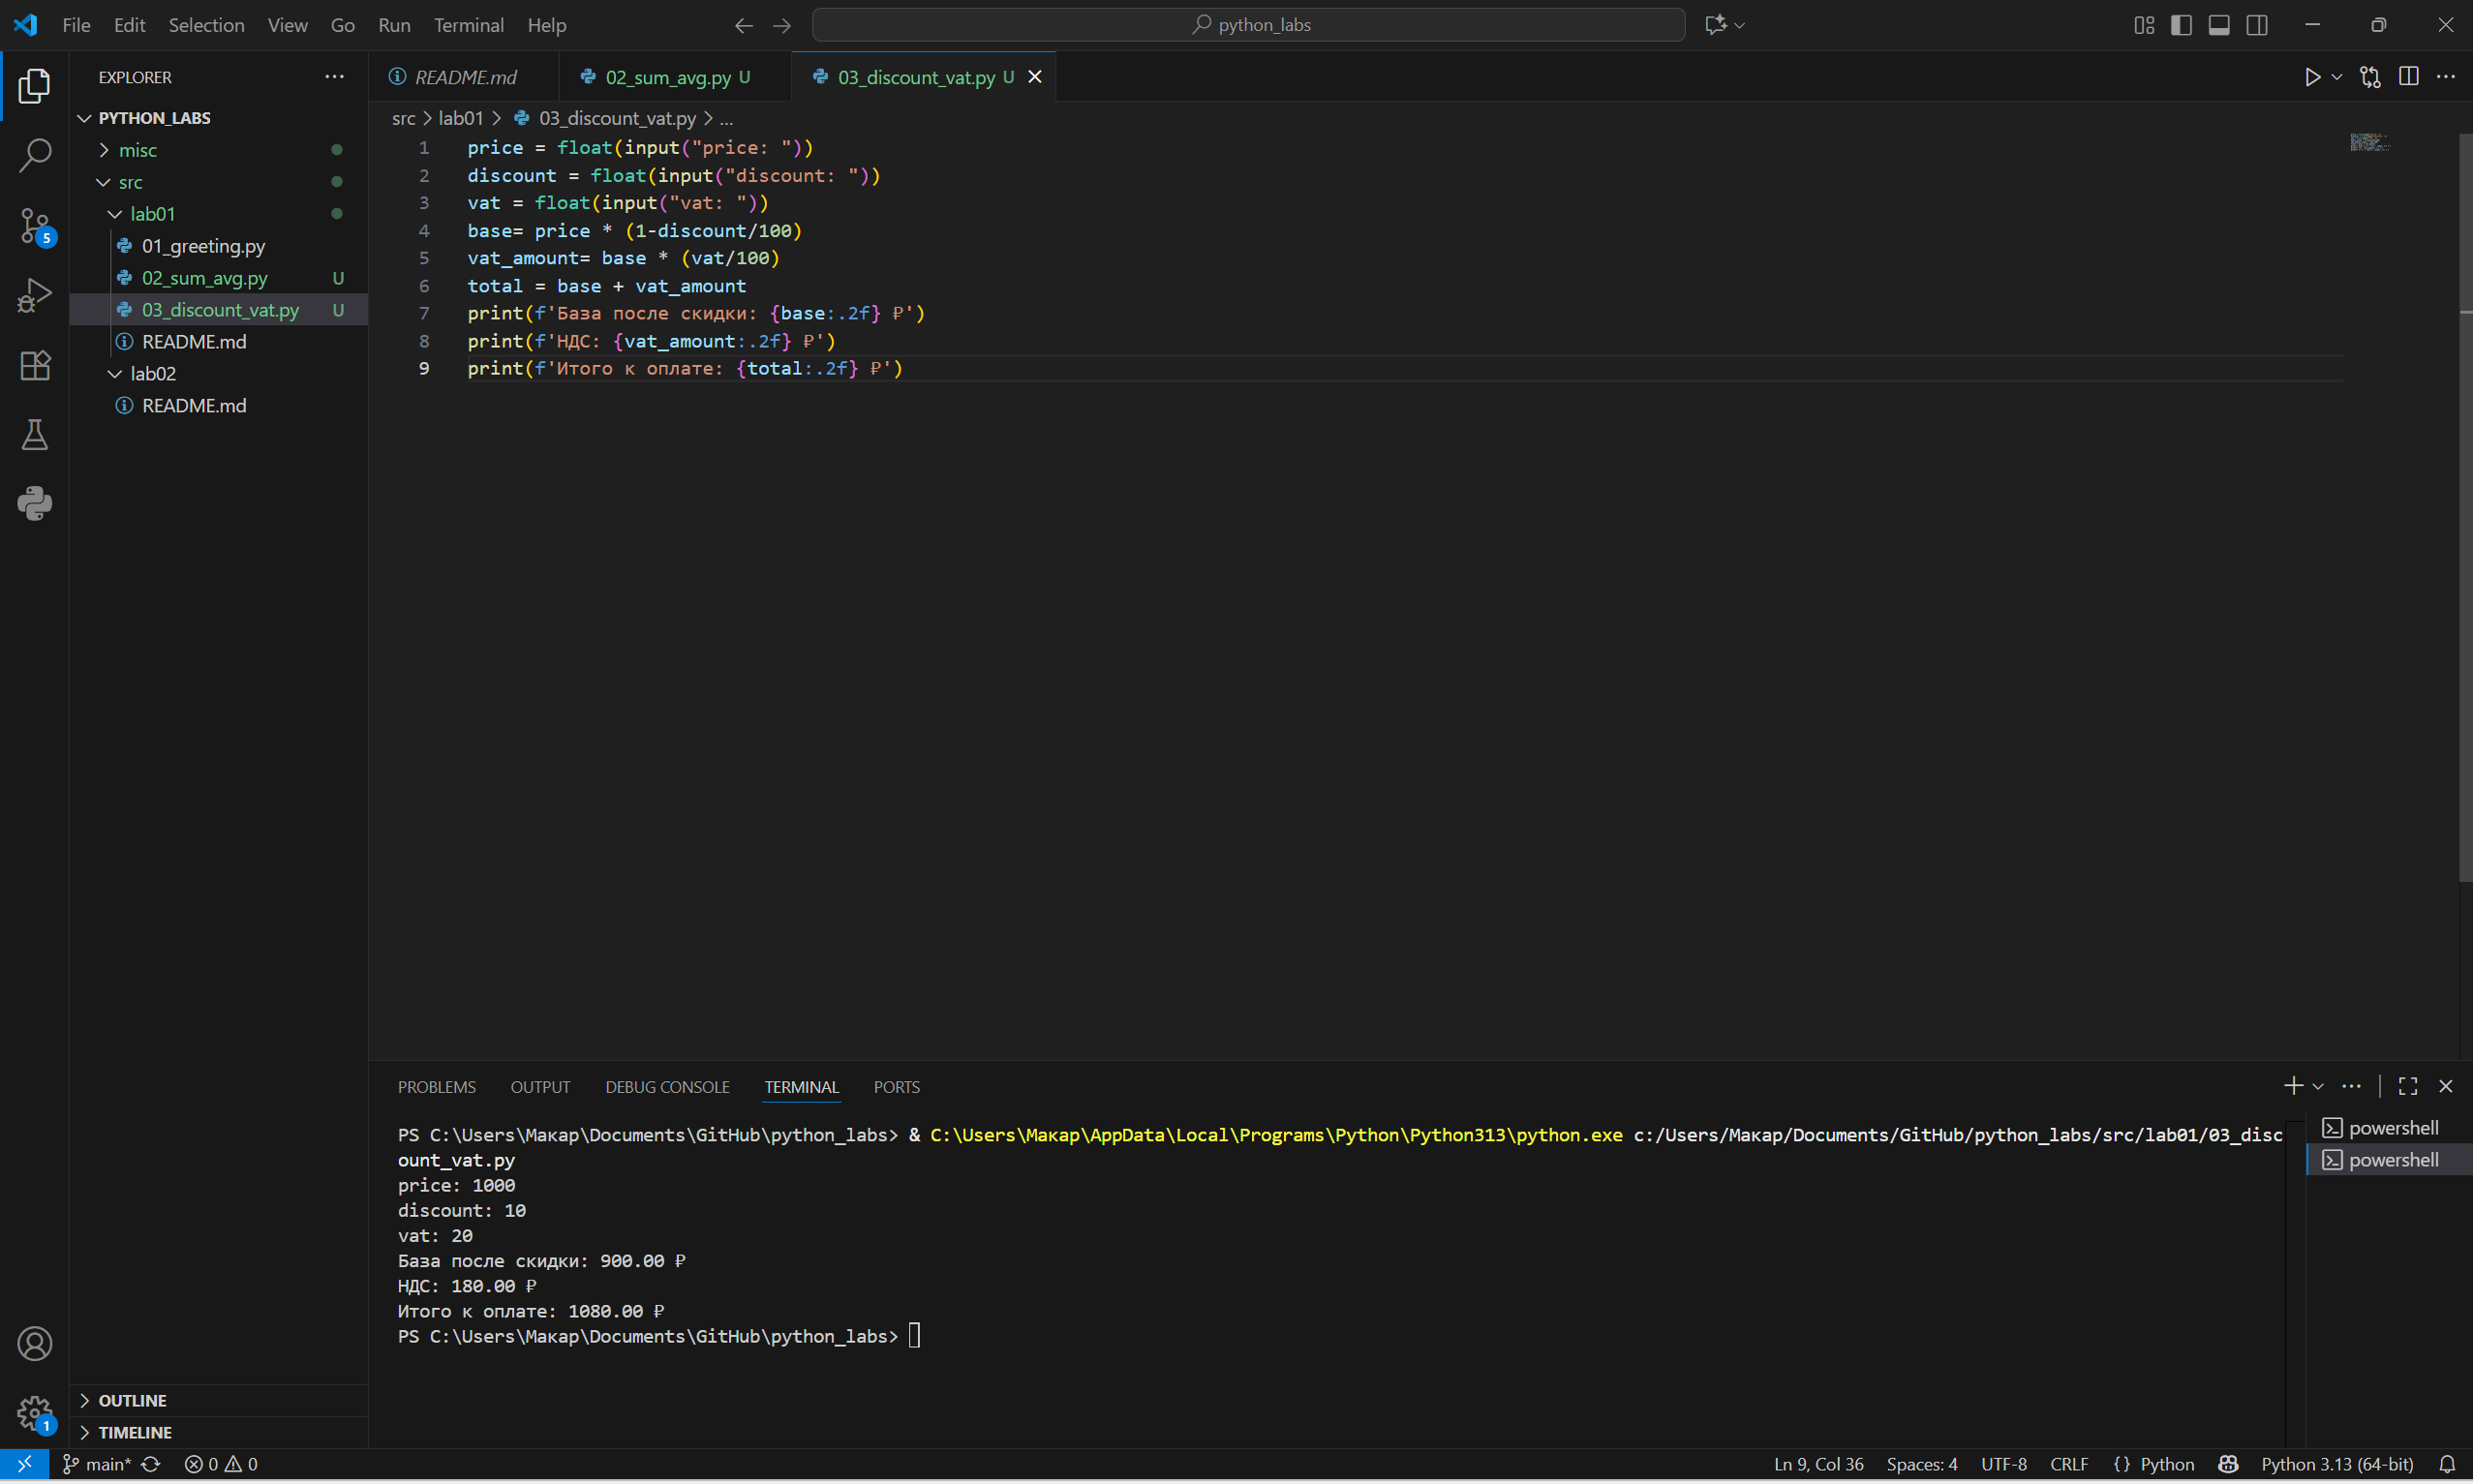 File Edit Selection View Go Run Terminal Help
python_labs
EXPLORER
PYTHON_LABS
misc
src
lab01
01_greeting.py
02_sum_avg.py U
03_discount_vat.py U
README.md
lab02
README.md
OUTLINE
TIMELINE
5
1
README.md
02_sum_avg.py U
03_discount_vat.py U
src > lab01 > 03_discount_vat.py > ...
1 price = float(input("price: "))
2 discount = float(input("discount: "))
3 vat = float(input("vat: "))
4 base= price * (1-discount/100)
5 vat_amount= base * (vat/100)
6 total = base + vat_amount
7 print(f'База после скидки: {base:.2f} ₽')
8 print(f'НДС: {vat_amount:.2f} ₽')
9 print(f'Итого к оплате: {total:.2f} ₽')
PROBLEMS OUTPUT DEBUG CONSOLE TERMINAL PORTS
PS C:\Users\Макар\Documents\GitHub\python_labs> & C:\Users\Макар\AppData\Local\Programs\Python\Python313\python.exe c:/Users/Макар/Documents/GitHub/python_labs/src/lab01/03_disc
ount_vat.py
price: 1000
discount: 10
vat: 20
База после скидки: 900.00 ₽
НДС: 180.00 ₽
Итого к оплате: 1080.00 ₽
PS C:\Users\Макар\Documents\GitHub\python_labs>
powershell
powershell
main* 0 0
Ln 9, Col 36 Spaces: 4 UTF-8 CRLF {} Python Python 3.13 (64-bit)